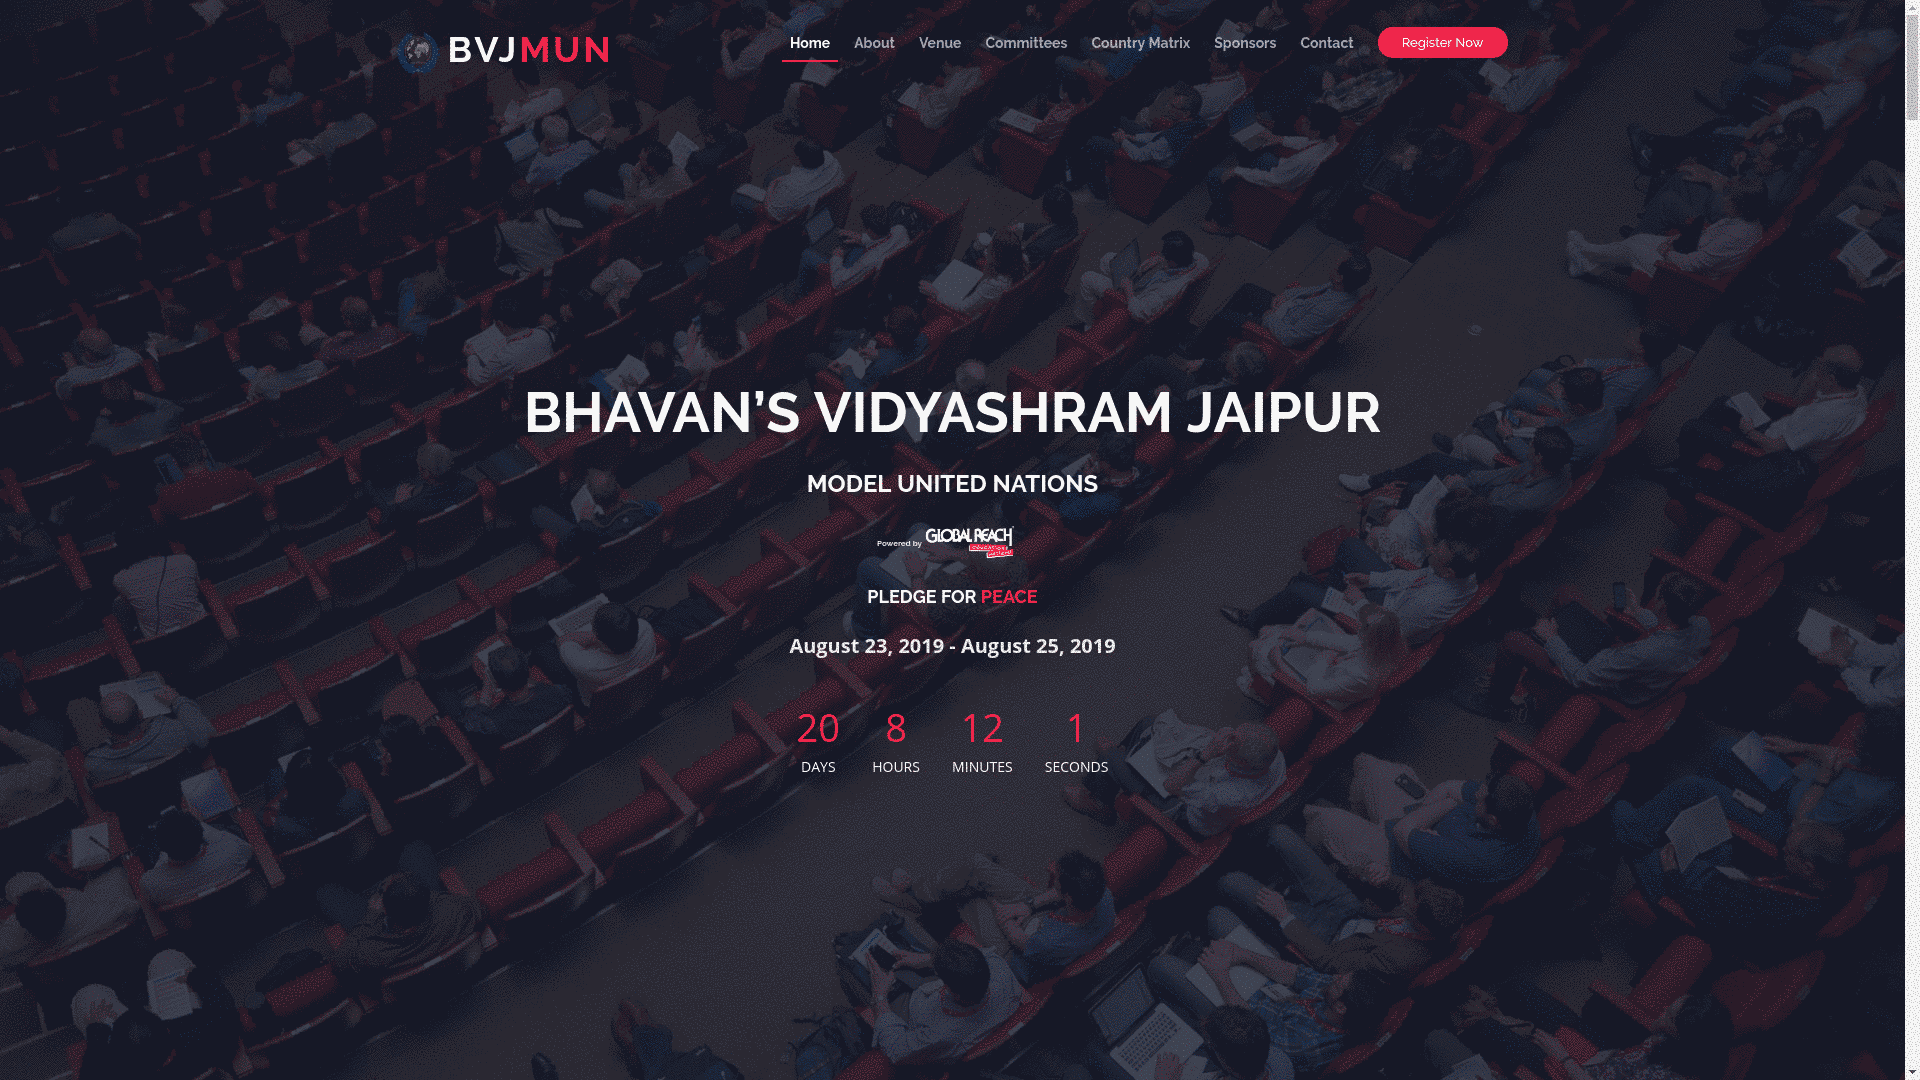 BVJMUN
Home About Venue Committees Country Matrix Sponsors Contact Register Now
BHAVAN’S VIDYASHRAM JAIPUR
MODEL UNITED NATIONS
Powered by GLOBAL REACH
PLEDGE FOR PEACE
August 23, 2019 - August 25, 2019
20 8 12 1
DAYS HOURS MINUTES SECONDS